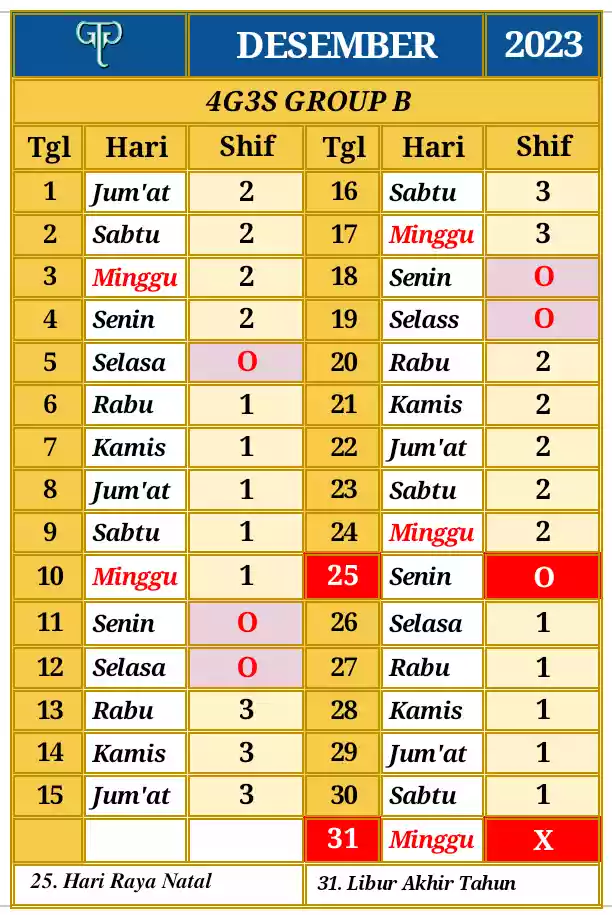 DESEMBER 2023
4G3S GROUP B
Tgl Hari Shif Tgl Hari Shif
1 Jum'at 2 16 Sabtu 3
2 Sabtu 2 17 Minggu 3
3 Minggu 2 18 Senin O
4 Senin 2 19 Selass O
5 Selasa O 20 Rabu 2
6 Rabu 1 21 Kamis 2
7 Kamis 1 22 Jum'at 2
8 Jum'at 1 23 Sabtu 2
9 Sabtu 1 24 Minggu 2
10 Minggu 1 25 Senin O
11 Senin O 26 Selasa 1
12 Selasa O 27 Rabu 1
13 Rabu 3 28 Kamis 1
14 Kamis 3 29 Jum'at 1
15 Jum'at 3 30 Sabtu 1
31 Minggu X
25. Hari Raya Natal 31. Libur Akhir Tahun